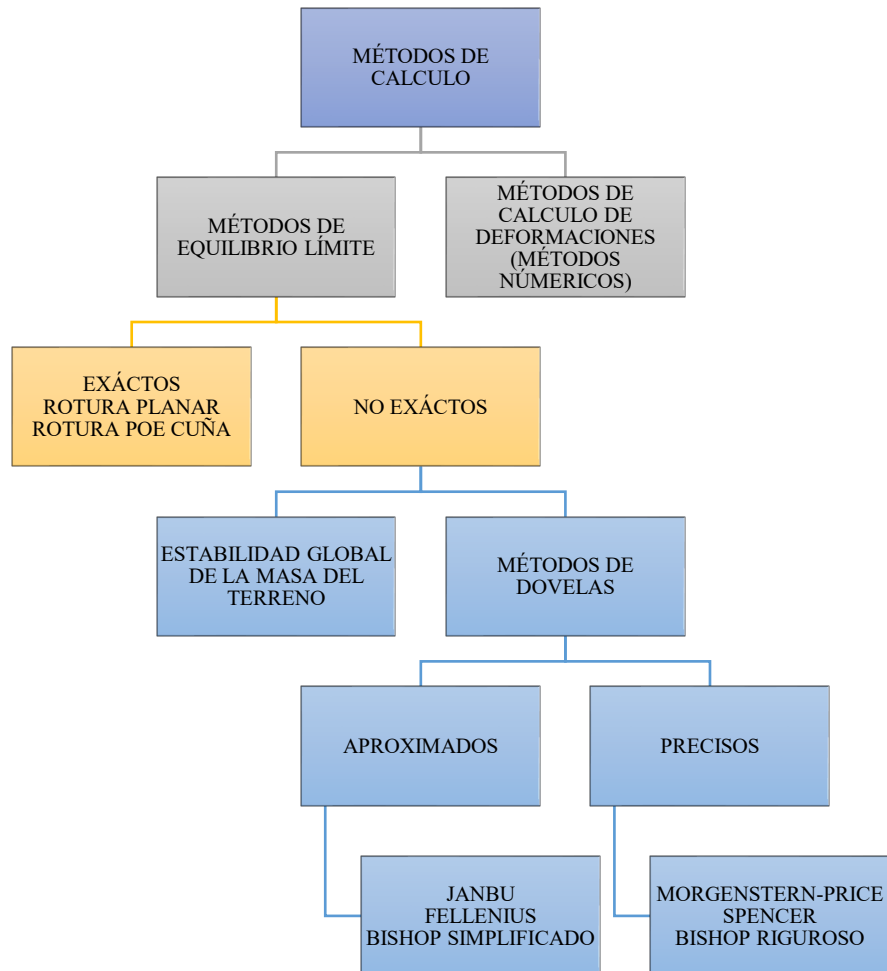 MÉTODOS DE
CALCULO
MÉTODOS DE
EQUILIBRIO LÍMITE
MÉTODOS DE
CALCULO DE
DEFORMACIONES
(MÉTODOS
NÚMERICOS)
EXÁCTOS
ROTURA PLANAR
ROTURA POE CUÑA
NO EXÁCTOS
ESTABILIDAD GLOBAL
DE LA MASA DEL
TERRENO
MÉTODOS DE
DOVELAS
APROXIMADOS
PRECISOS
JANBU
FELLENIUS
BISHOP SIMPLIFICADO
MORGENSTERN-PRICE
SPENCER
BISHOP RIGUROSO